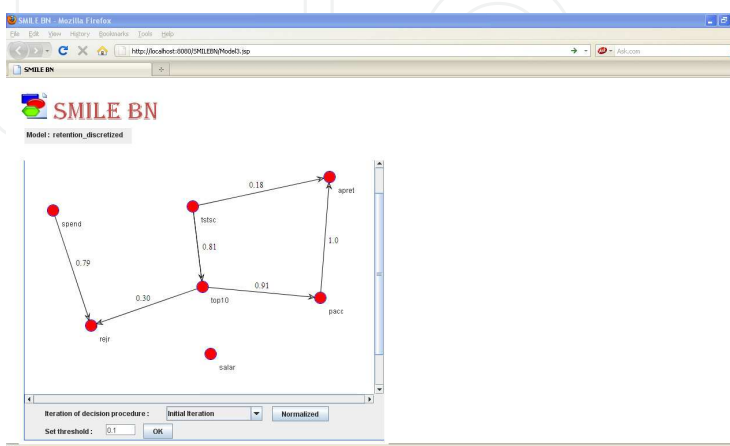 SMILE BN - Mozilla Firefox
File Edit View History Bookmarks Tools Help
http://localhost:8080/SMILEBN/Model3.jsp
Ask.com
SMILE BN
SMILE BN
Model : retention_discretized
apret
0.18
spend
tstsc
0.81
1.0
0.79
0.91
0.30
top10
pacc
rejr
salar
Iteration of decision procedure : Initial Iteration Normalized
Set threshold : 0.1 OK